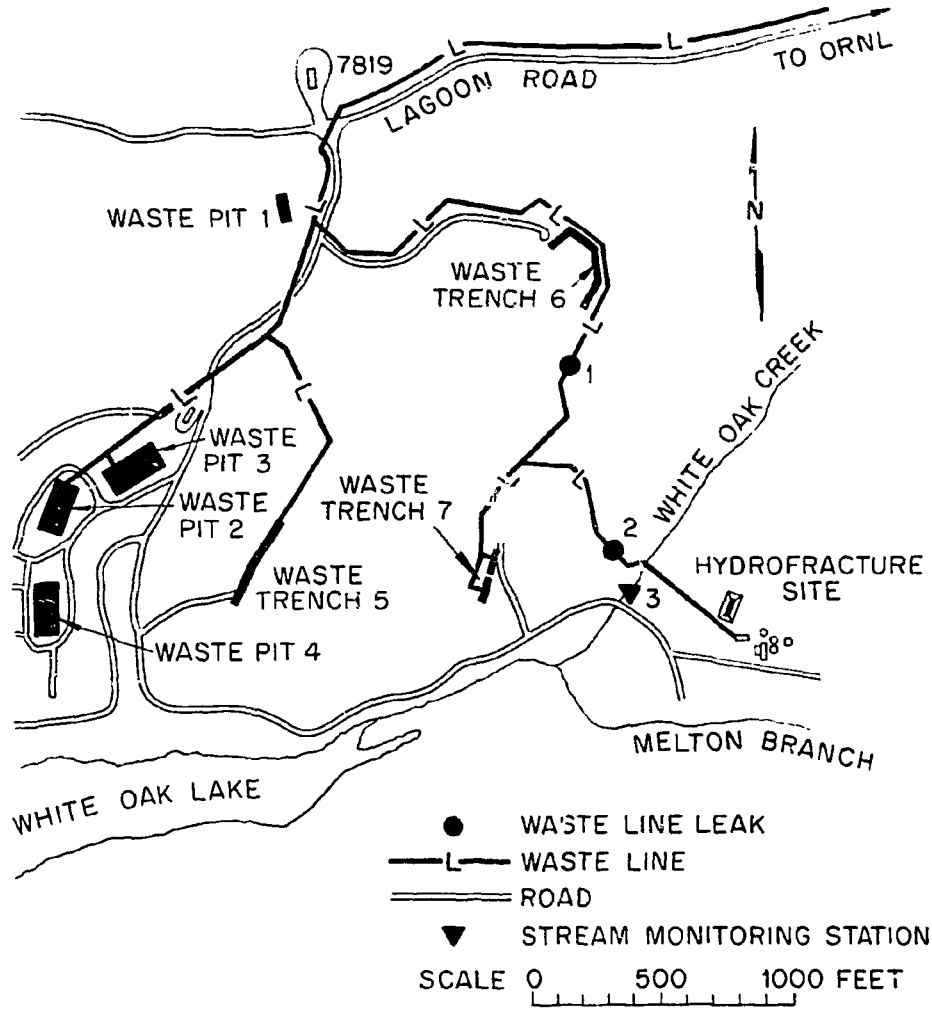 7819
L
L
TO ORNL
LAGOON ROAD
WASTE PIT 1
L
L
L
N
WASTE
TRENCH 6
L
1
L
L
WHITE OAK CREEK
WASTE
PIT 3
WASTE
PIT 2
WASTE
TRENCH 7
L
L
2
HYDROFRACTURE
SITE
3
WASTE
TRENCH 5
WASTE PIT 4
MELTON BRANCH
WHITE OAK LAKE
WASTE LINE LEAK
L WASTE LINE
ROAD
STREAM MONITORING STATION
SCALE 0 500 1000 FEET